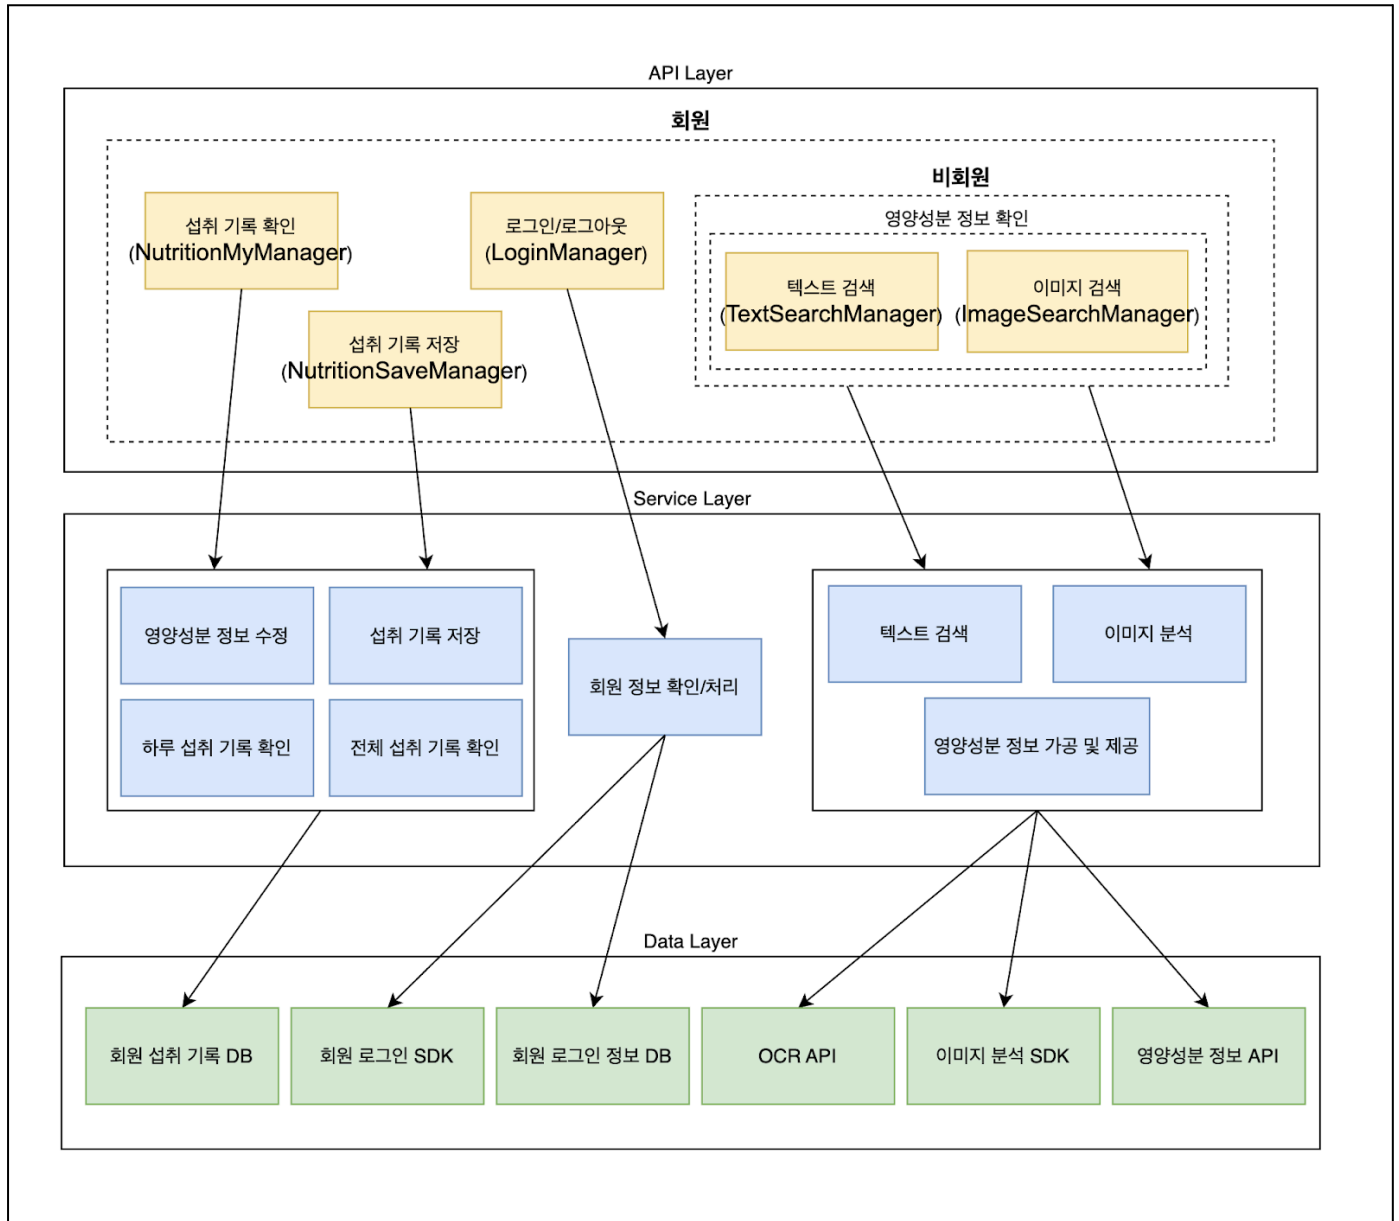 API Layer
회원
비회원
영양성분 정보 확인
섭취 기록 확인
(NutritionMyManager)
로그인/로그아웃
(LoginManager)
텍스트 검색
(TextSearchManager)
이미지 검색
(ImageSearchManager)
섭취 기록 저장
(NutritionSaveManager)
Service Layer
영양성분 정보 수정
섭취 기록 저장
하루 섭취 기록 확인
전체 섭취 기록 확인
회원 정보 확인/처리
텍스트 검색
이미지 분석
영양성분 정보 가공 및 제공
Data Layer
회원 섭취 기록 DB
회원 로그인 SDK
회원 로그인 정보 DB
OCR API
이미지 분석 SDK
영양성분 정보 API